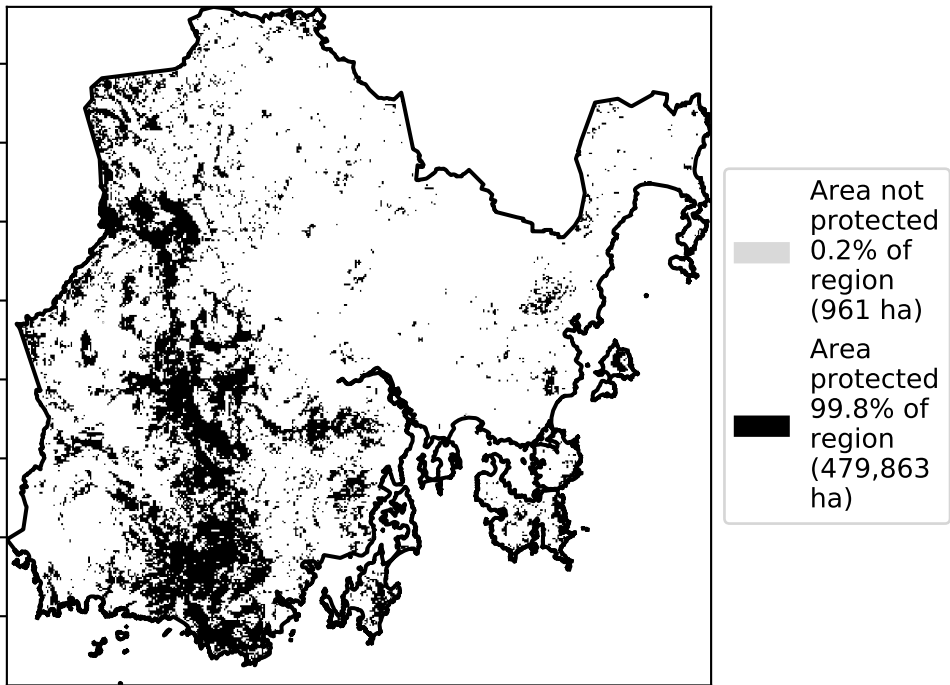 Area not
protected
0.2% of
region
(961 ha)
Area
protected
99.8% of
region
(479,863
ha)